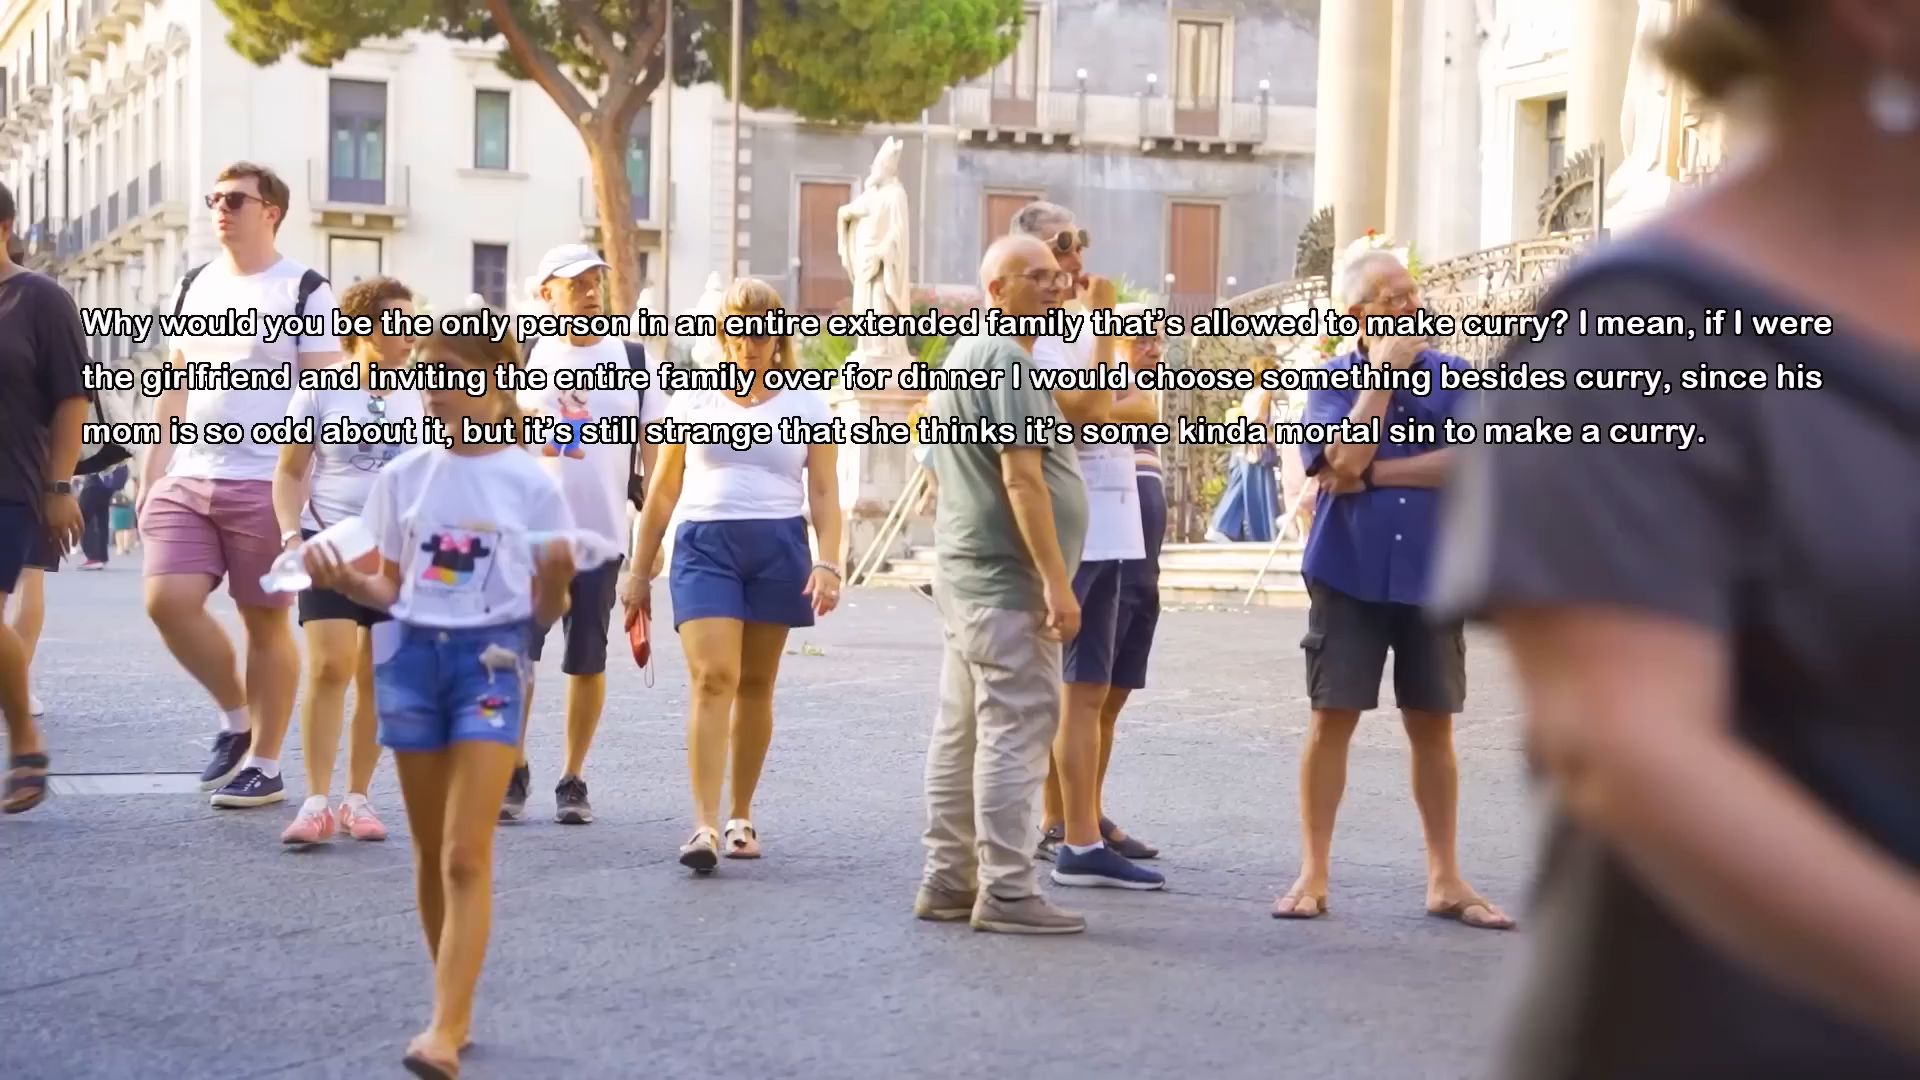 Why would you be the only person in an entire extended family that's allowed to make curry? I mean, if I were
the girlfriend and inviting the entire family over for dinner I would choose something besides curry, since his
mom is so odd about it, but it's still strange that she thinks it's some kinda mortal sin to make a curry.